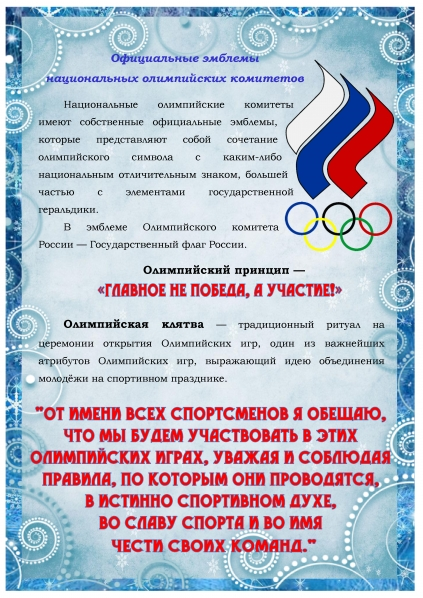 Официальные эмблемы
национальных олимпийских комитетов
Национальные олимпийские комитеты
имеют собственные официальные эмблемы,
которые представляют собой сочетание
олимпийского символа с каким-либо
национальным отличительным знаком, большей
частью с элементами государственной
геральдики.
В эмблеме Олимпийского комитета
России — Государственный флаг России.
Олимпийский принцип —
«ГЛАВНОЕ НЕ ПОБЕДА, А УЧАСТИЕ!»
Олимпийская клятва — традиционный ритуал на
церемонии открытия Олимпийских игр, один из важнейших
атрибутов Олимпийских игр, выражающий идею объединения
молодёжи на спортивном празднике.
"ОТ ИМЕНИ ВСЕХ СПОРТСМЕНОВ Я ОБЕЩАЮ,
ЧТО МЫ БУДЕМ УЧАСТВОВАТЬ В ЭТИХ
ОЛИМПИЙСКИХ ИГРАХ, УВАЖАЯ И СОБЛЮДАЯ
ПРАВИЛА, ПО КОТОРЫМ ОНИ ПРОВОДЯТСЯ,
В ИСТИННО СПОРТИВНОМ ДУХЕ,
ВО СЛАВУ СПОРТА И ВО ИМЯ
ЧЕСТИ СВОИХ КОМАНД."